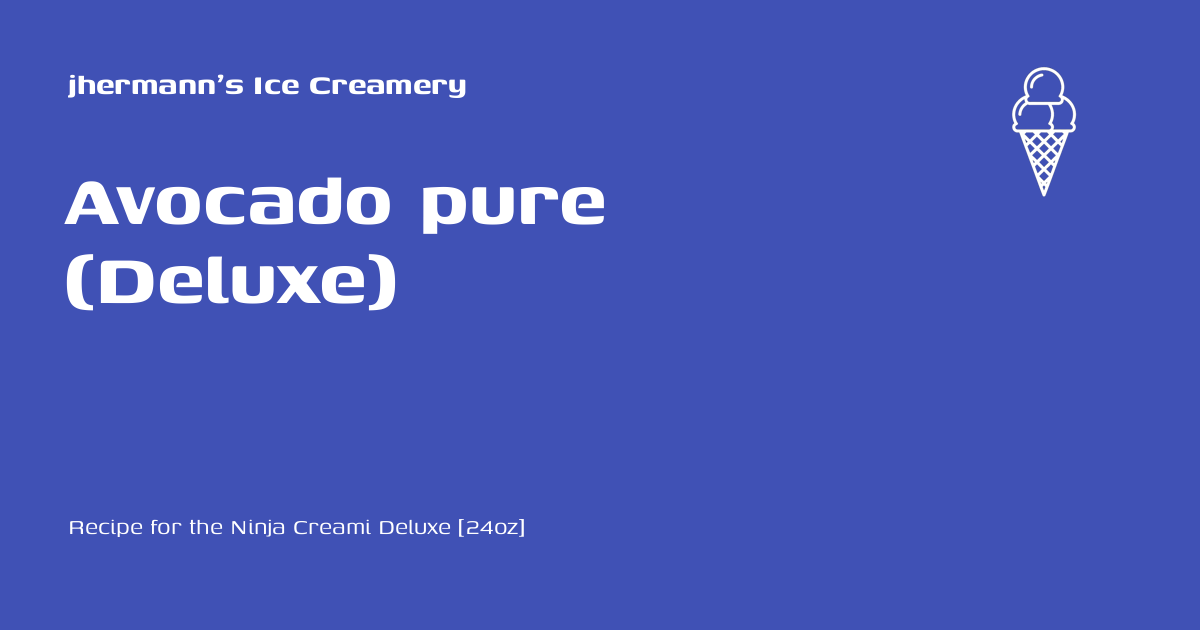 jhermann’s Ice Creamery
Avocado pure
(Deluxe)
Recipe for the Ninja Creami Deluxe [24oz]